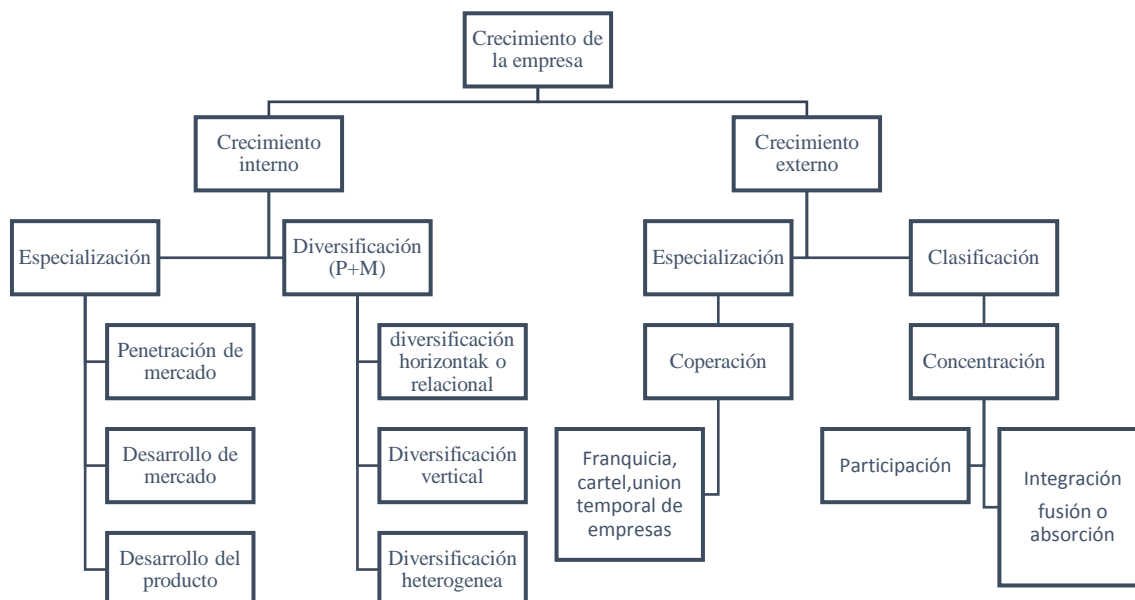 Crecimiento de
la empresa
Crecimiento
interno
Crecimiento
externo
Especialización
Diversificación
(P+M)
Especialización
Clasificación
Penetración de
mercado
diversificación
horizontak o
relacional
Coperación
Concentración
Desarrollo de
mercado
Diversificación
vertical
Franquicia,
cartel,union
temporal de
empresas
Participación
Integración
fusión o
absorción
Desarrollo del
producto
Diversificación
heterogenea